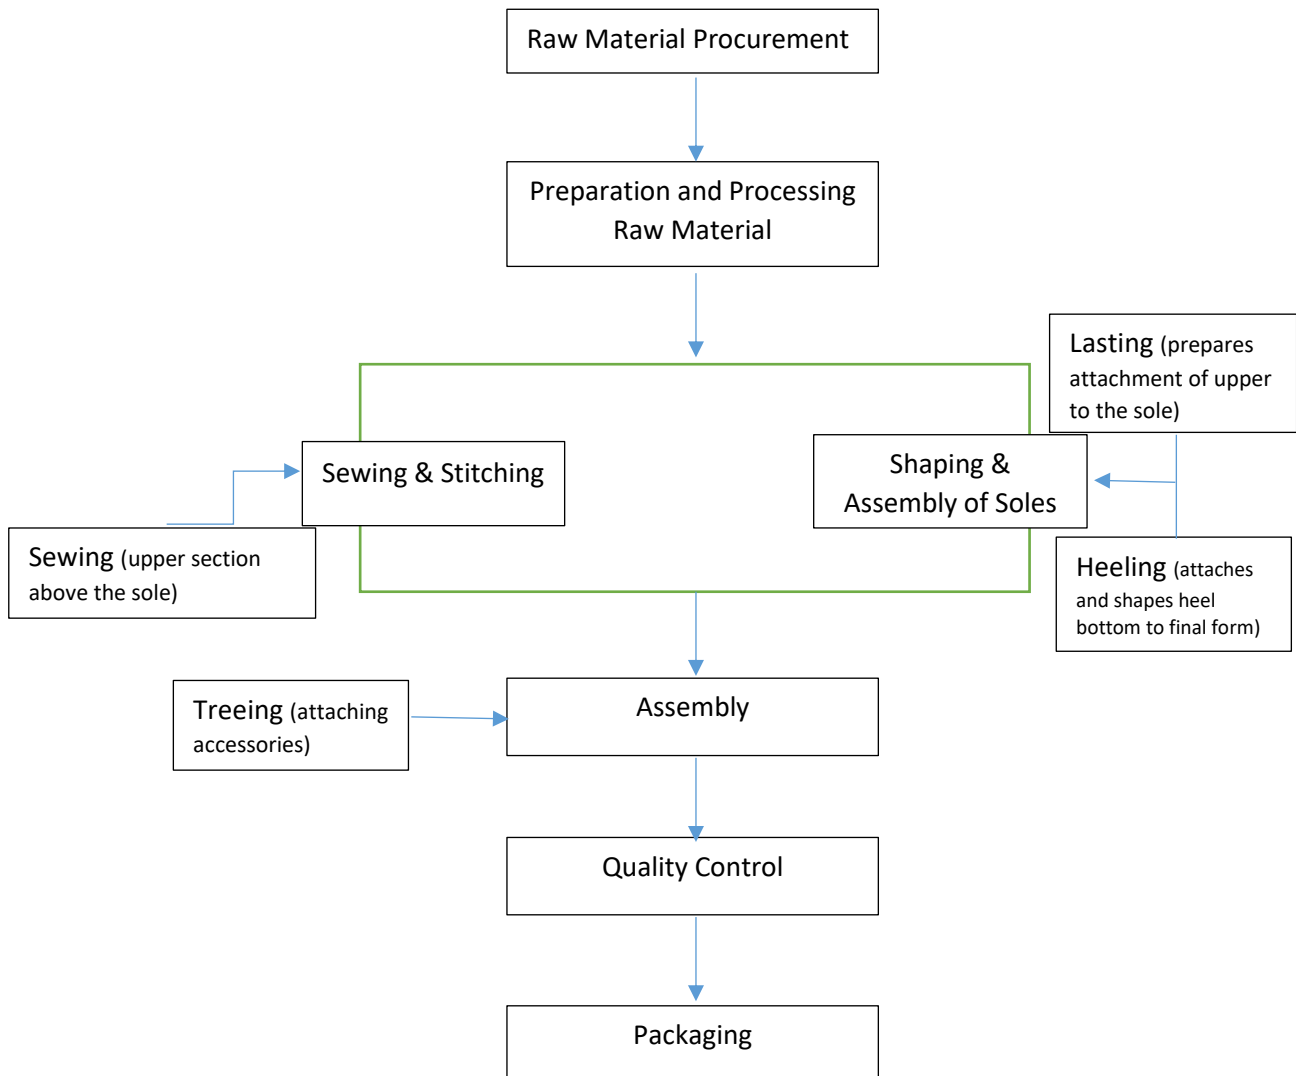 Raw Material Procurement
Preparation and Processing
Raw Material
Lasting (prepares
attachment of upper
to the sole)
Sewing & Stitching
Shaping &
Assembly of Soles
Sewing (upper section
above the sole)
Heeling (attaches
and shapes heel
bottom to final form)
Treeing (attaching
accessories)
Assembly
Quality Control
Packaging